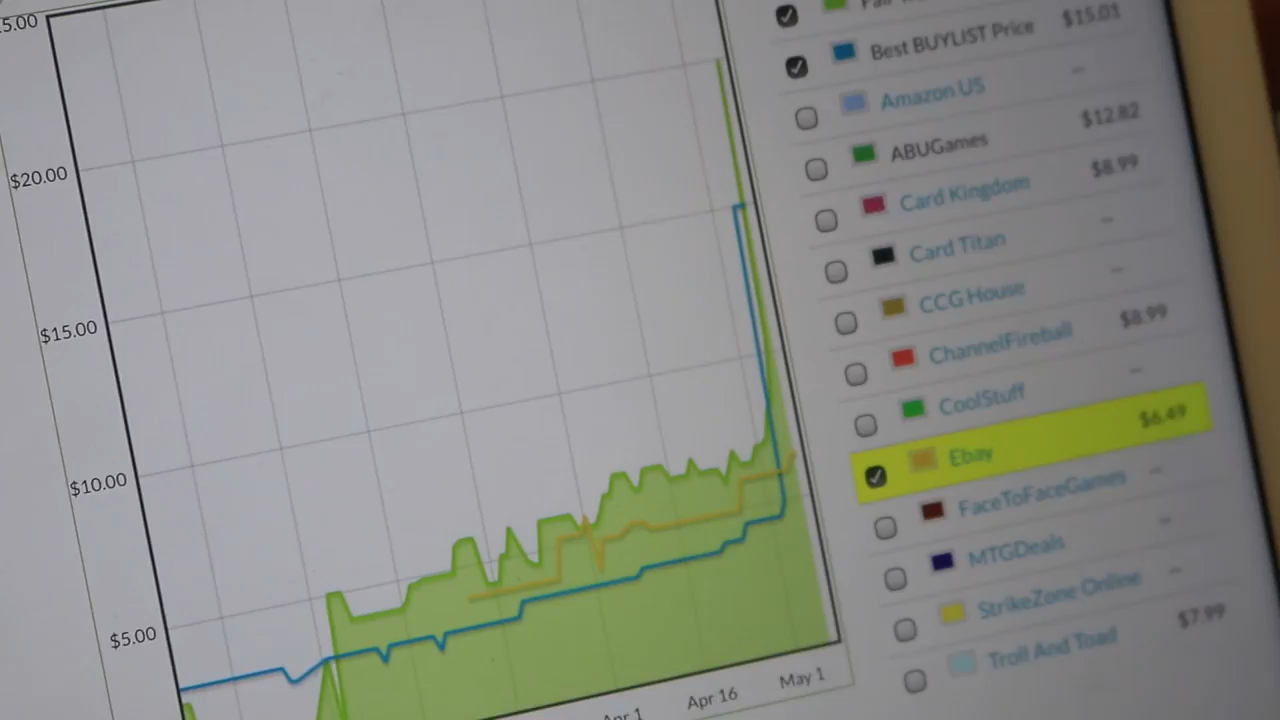 5.00
$20.00
$15.00
$10.00
$5.00
Apr 1
Apr 16
May 1
Best BUYLIST Price $15.01
Amazon US --
ABUGames $12.82
Card Kingdom $8.99
Card Titan --
CCG House --
ChannelFireball $8.99
CoolStuff --
Ebay $6.49
FaceToFaceGames --
MTGDeals --
StrikeZone Online --
Troll And Toad $7.99